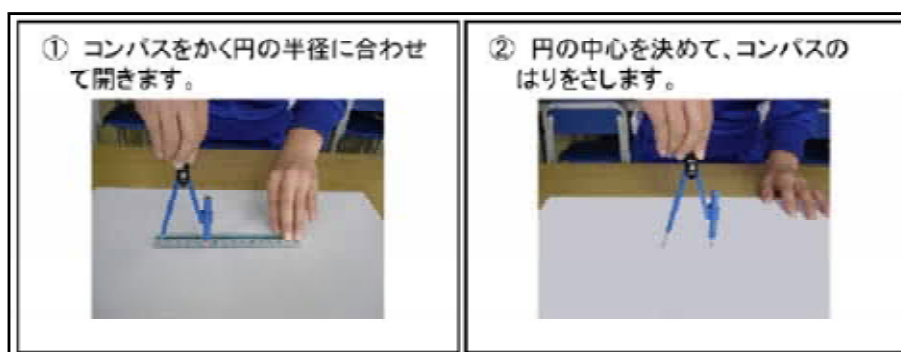 ① コンパスをかく円の半径に合わせ
て開きます。
② 円の中心を決めて、コンパスの
はりをさします。